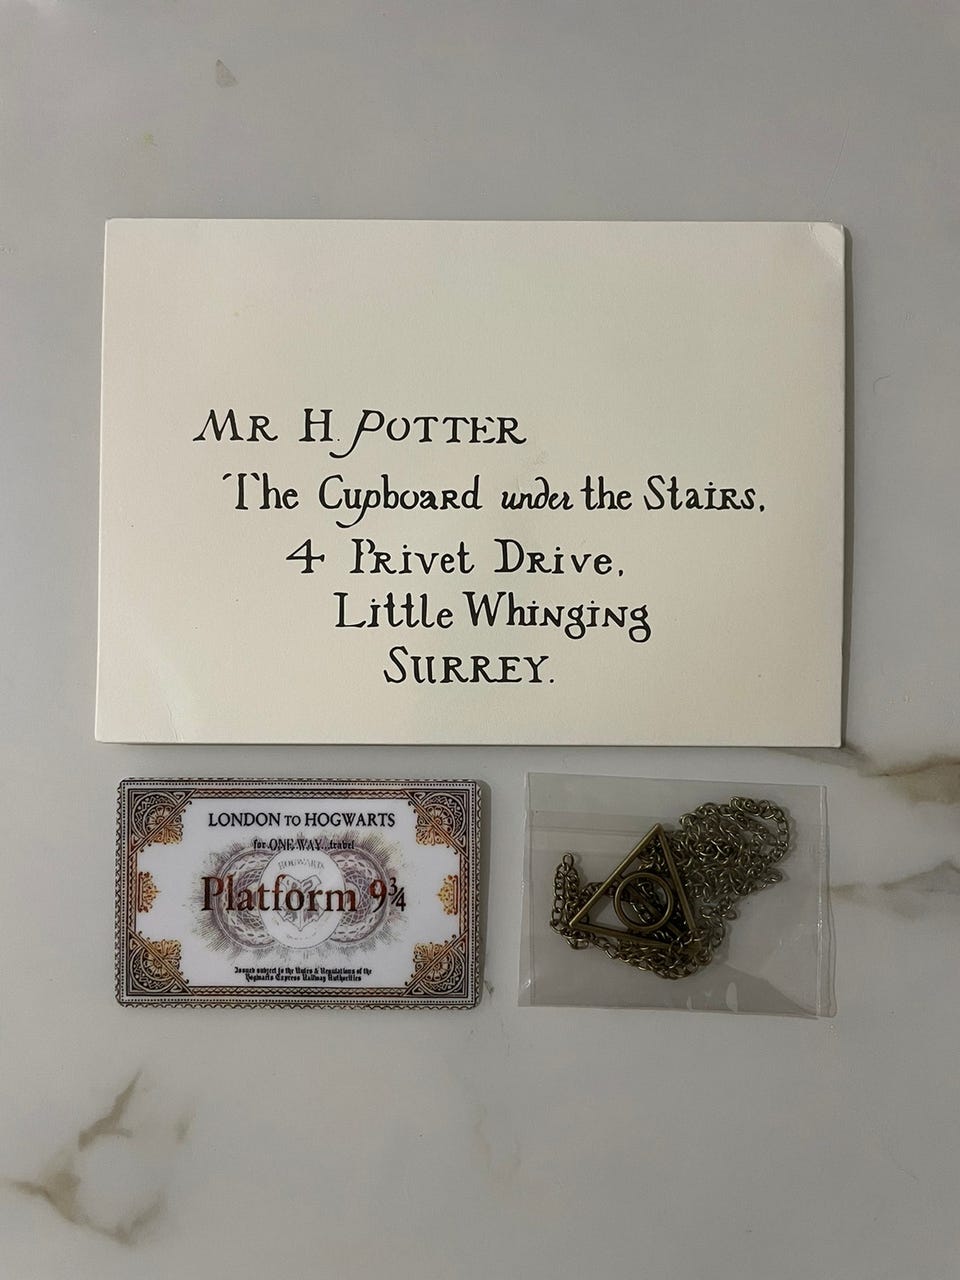 Mr H. Potter
The Cupboard under the Stairs,
4 Privet Drive,
Little Whinging
Surrey.
LONDON TO HOGWARTS
for ONE WAY...travel
HOGWARTS
Platform 9¾
Issued subject to the Rules & Regulations of the
Hogwarts Express Railway Authorities